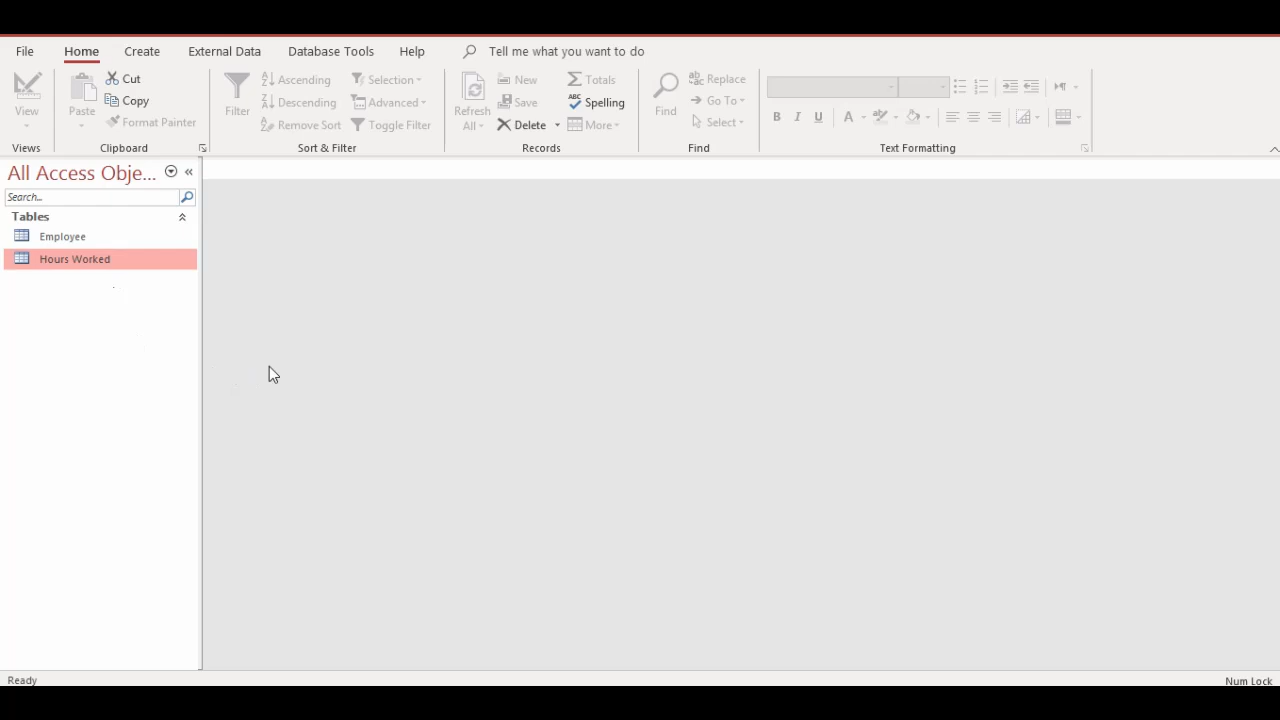 File Home Create External Data Database Tools Help Tell me what you want to do
View
Views
Paste
Cut
Copy
Format Painter
Clipboard
Filter
Ascending
Descending
Remove Sort
Selection
Advanced
Toggle Filter
Sort & Filter
Refresh
All
New
Save
Delete
Totals
Spelling
More
Records
Find
Replace
Go To
Select
Find
B I U A
Text Formatting
All Access Obje...
Search...
Tables
Employee
Hours Worked
Ready
Num Lock